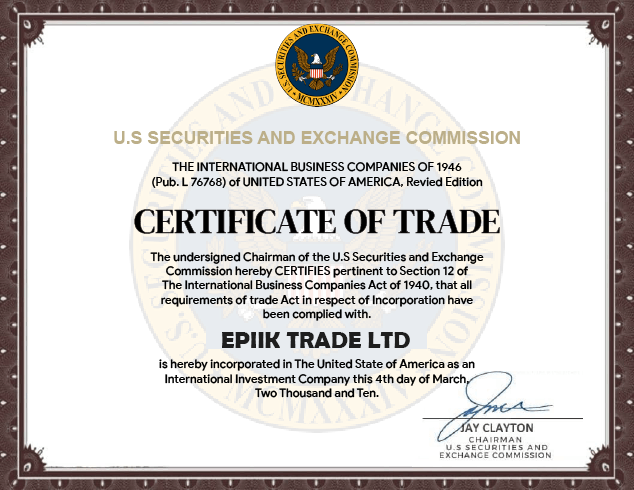 U.S. SECURITIES AND EXCHANGE COMMISSION
MCMXXXIV
U.S SECURITIES AND EXCHANGE COMMISSION
THE INTERNATIONAL BUSINESS COMPANIES OF 1946
(Pub. L 76768) of UNITED STATES OF AMERICA, Revied Edition
CERTIFICATE OF TRADE
The undersigned Chairman of the U.S Securities and Exchange
Commission hereby CERTIFIES pertinent to Section 12 of
The International Business Companies Act of 1940, that all
requirements of trade Act in respect of Incorporation have
been complied with.
EPIIK TRADE LTD
is hereby incorporated in The United State of America as an
International Investment Company this 4th day of March,
Two Thousand and Ten.
JAY CLAYTON
CHAIRMAN
U.S SECURITIES AND
EXCHANGE COMMISSION